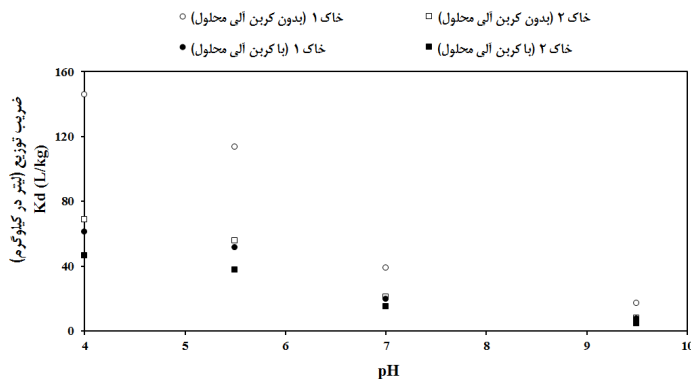 خاک ۱ (بدون کربن آلی محلول)
خاک ۲ (بدون کربن آلی محلول)
خاک ۱ (با کربن آلی محلول)
خاک ۲ (با کربن آلی محلول)
ضریب توزیع (لیتر در کیلوگرم)
Kd (L/kg)
160
120
80
40
0
4
5
6
7
8
9
10
pH